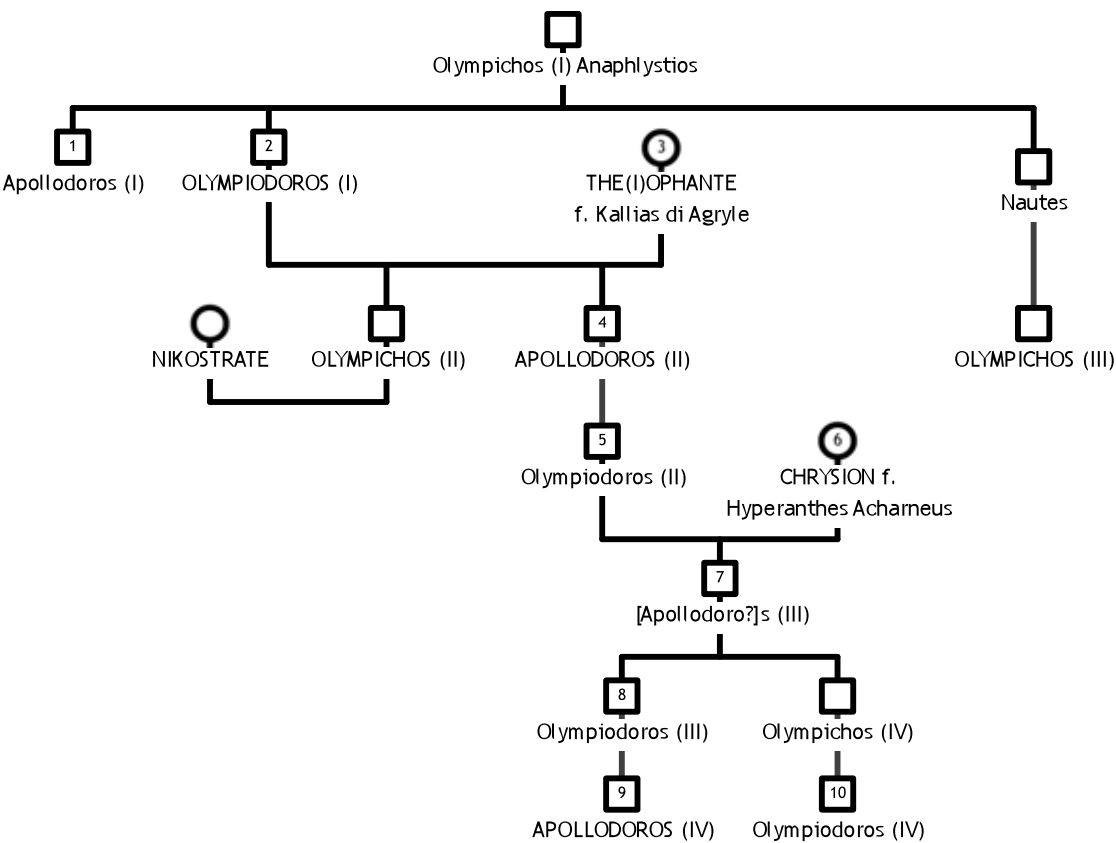 Olympichos (I) Anaphlystios
1
2
3
Apollodoros (I)
OLYMPIODOROS (I)
THE(I)OPHANTE
f. Kallias di Agryle
Nautes
4
NIKOSTRATE
OLYMPICHOS (II)
APOLLODOROS (II)
OLYMPICHOS (III)
5
6
Olympiodoros (II)
CHRYSION f.
Hyperanthes Acharneus
7
[Apollodoro?]s (III)
8
Olympiodoros (III)
Olympichos (IV)
9
10
APOLLODOROS (IV)
Olympiodoros (IV)